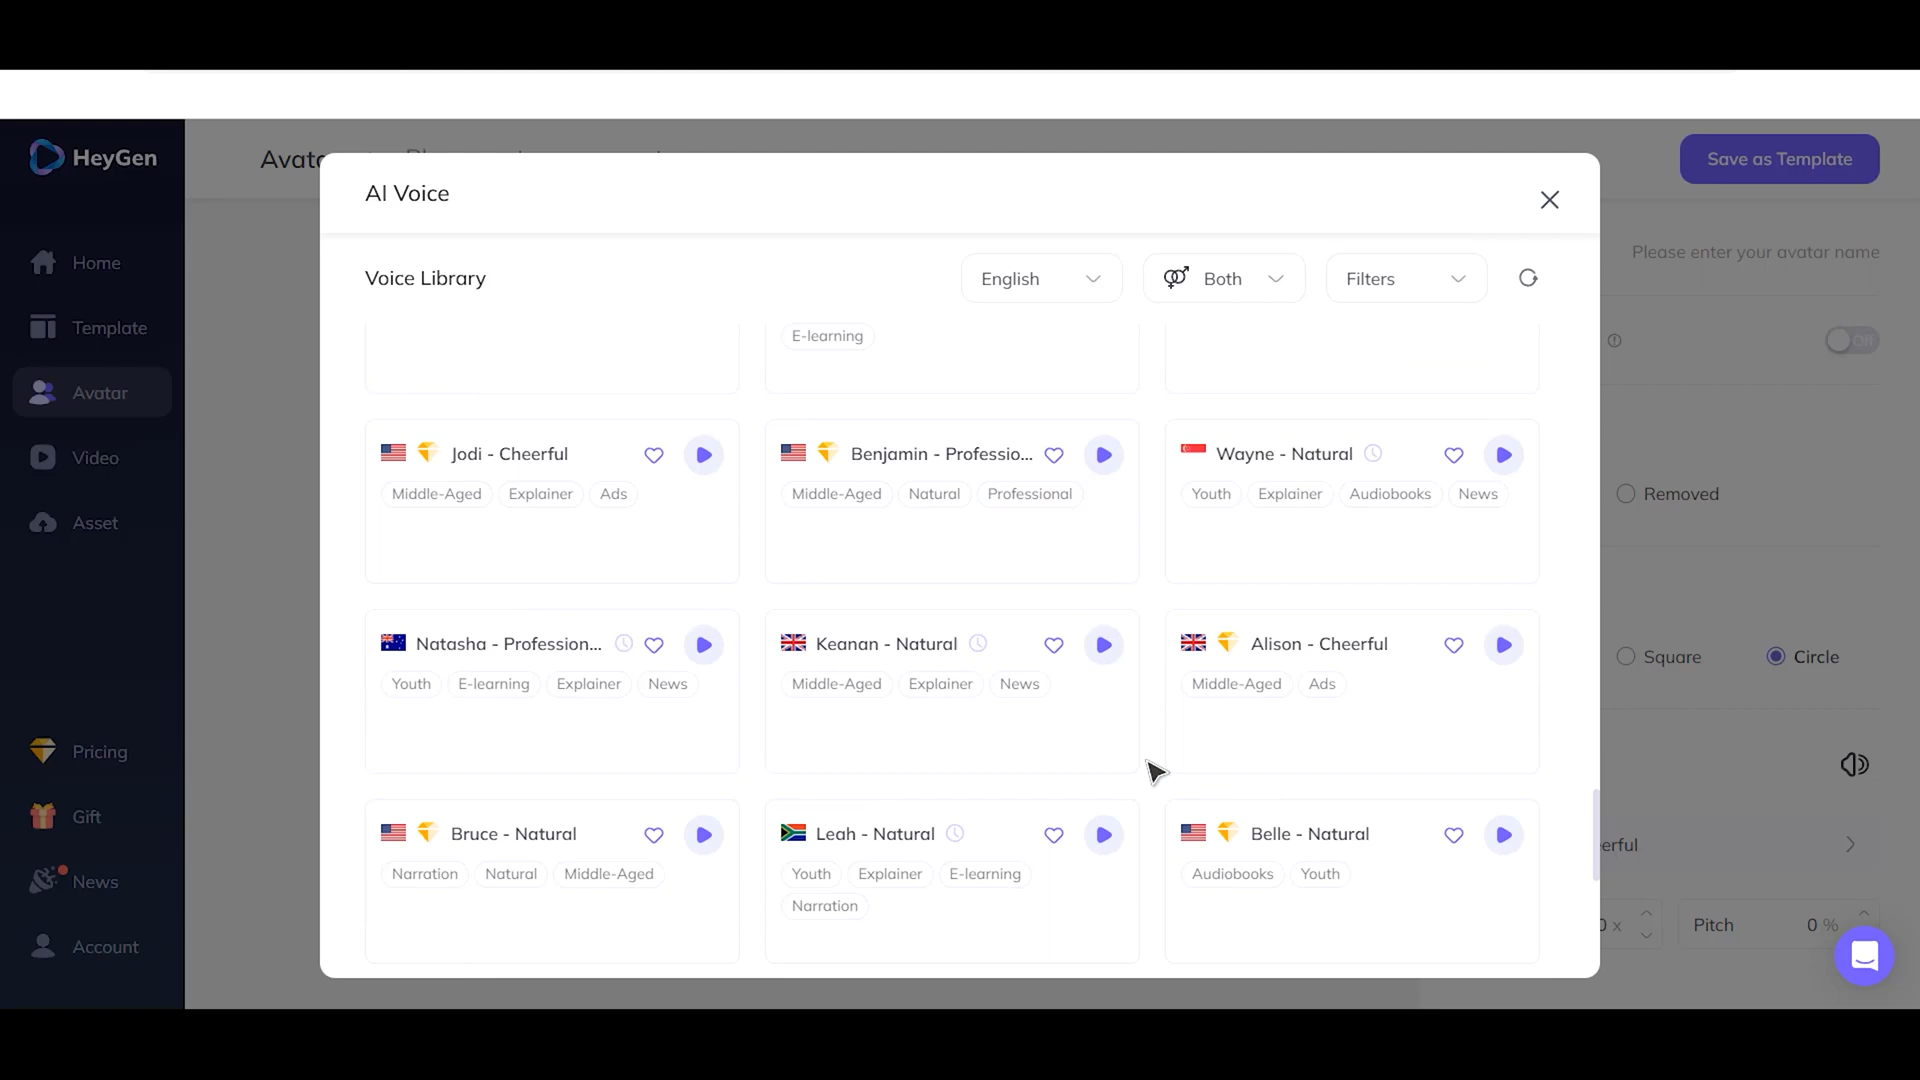 HeyGen
Save as Template
AI Voice
Please enter your avatar name
Home
Voice Library
English
Both
Filters
Template
E-learning
Off
Avatar
Jodi - Cheerful
Benjamin - Professio...
Wayne - Natural
Video
Middle-Aged
Explainer
Ads
Middle-Aged
Natural
Professional
Youth
Explainer
Audiobooks
News
Removed
Asset
Natasha - Profession...
Keanan - Natural
Alison - Cheerful
Square
Circle
Youth
E-learning
Explainer
News
Middle-Aged
Explainer
News
Middle-Aged
Ads
Pricing
Gift
Bruce - Natural
Leah - Natural
Belle - Natural
Narration
Natural
Middle-Aged
Youth
Explainer
E-learning
Audiobooks
Youth
News
Narration
Pitch
0 %
Account